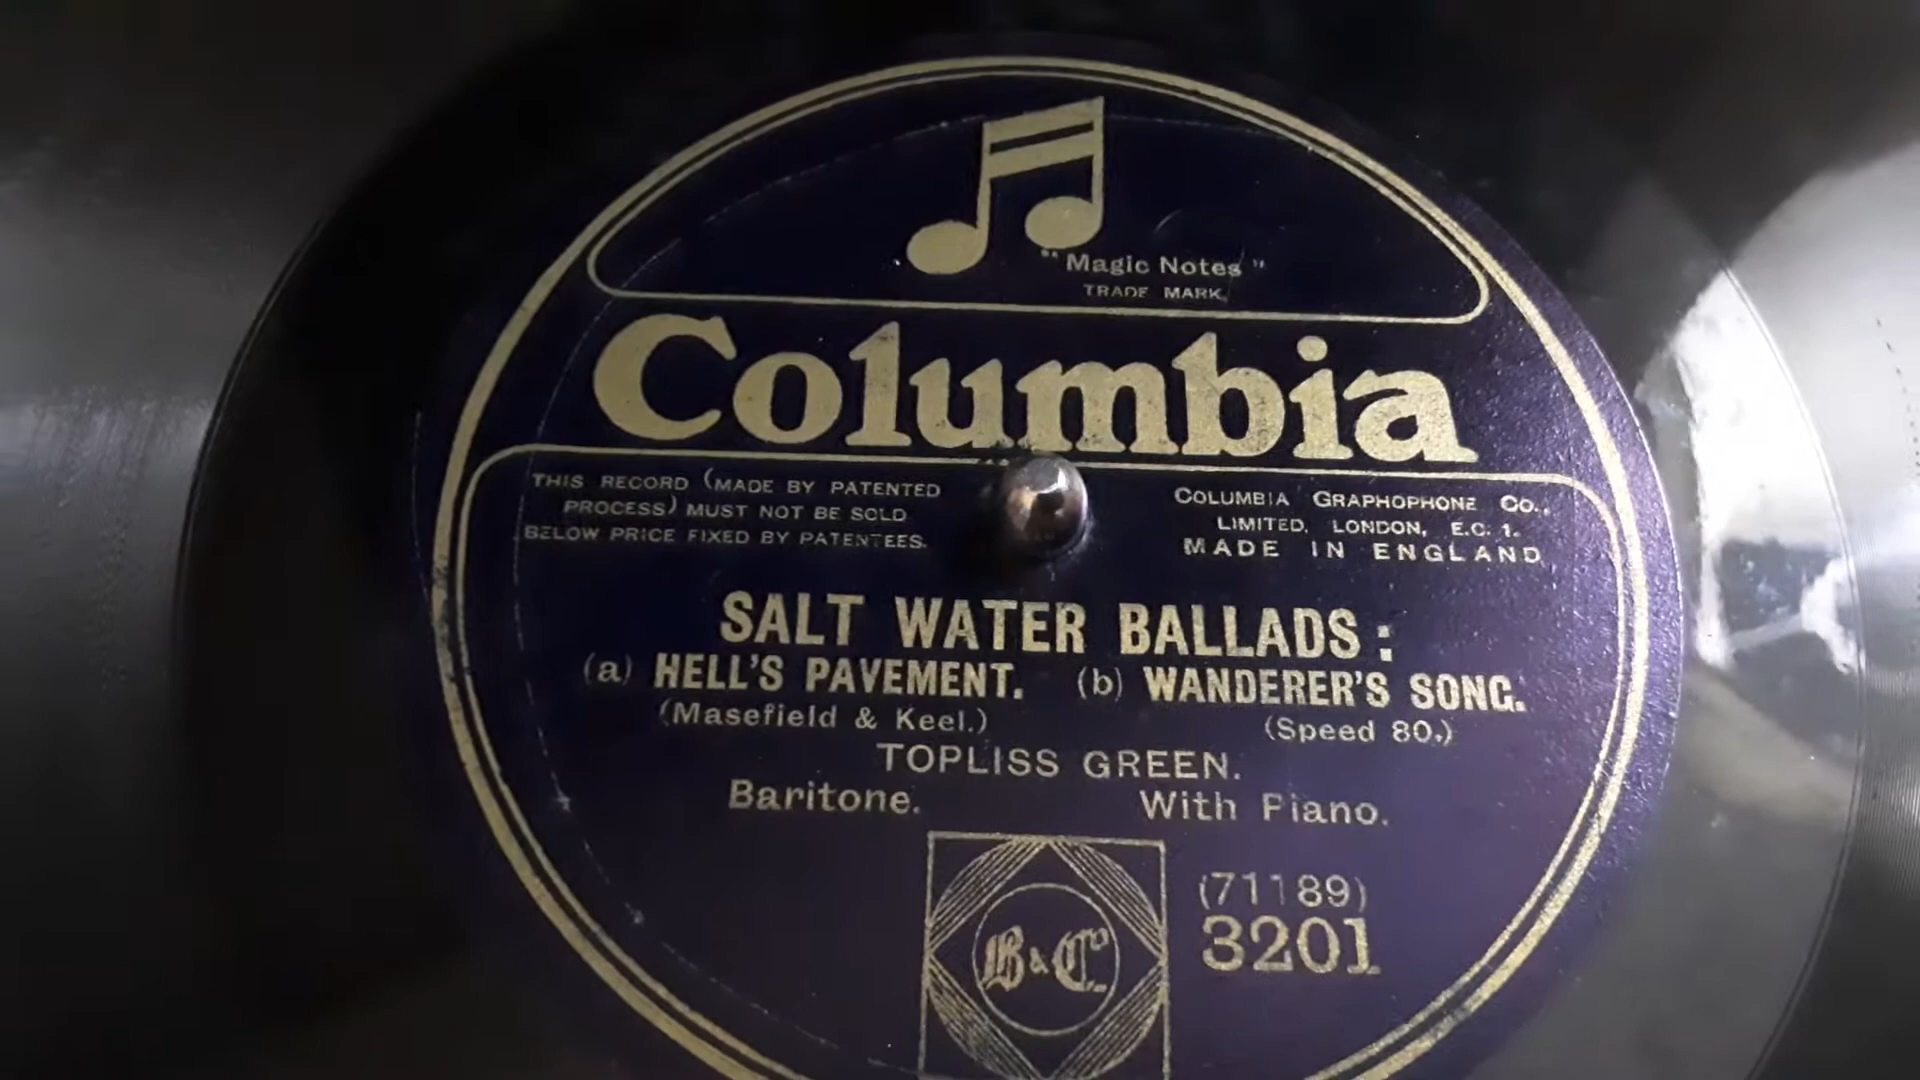 "Magic Notes"
TRADE MARK.
Columbia
THIS RECORD (MADE BY PATENTED
PROCESS) MUST NOT BE SOLD
BELOW PRICE FIXED BY PATENTEES.
COLUMBIA GRAPHOPHONE CO.,
LIMITED, LONDON, E.C. 1.
MADE IN ENGLAND
SALT WATER BALLADS:
(a) HELL'S PAVEMENT. (b) WANDERER'S SONG.
(Masefield & Keel.) (Speed 80.)
TOPLISS GREEN.
Baritone. With Piano.
(71189)
3201
B & Co